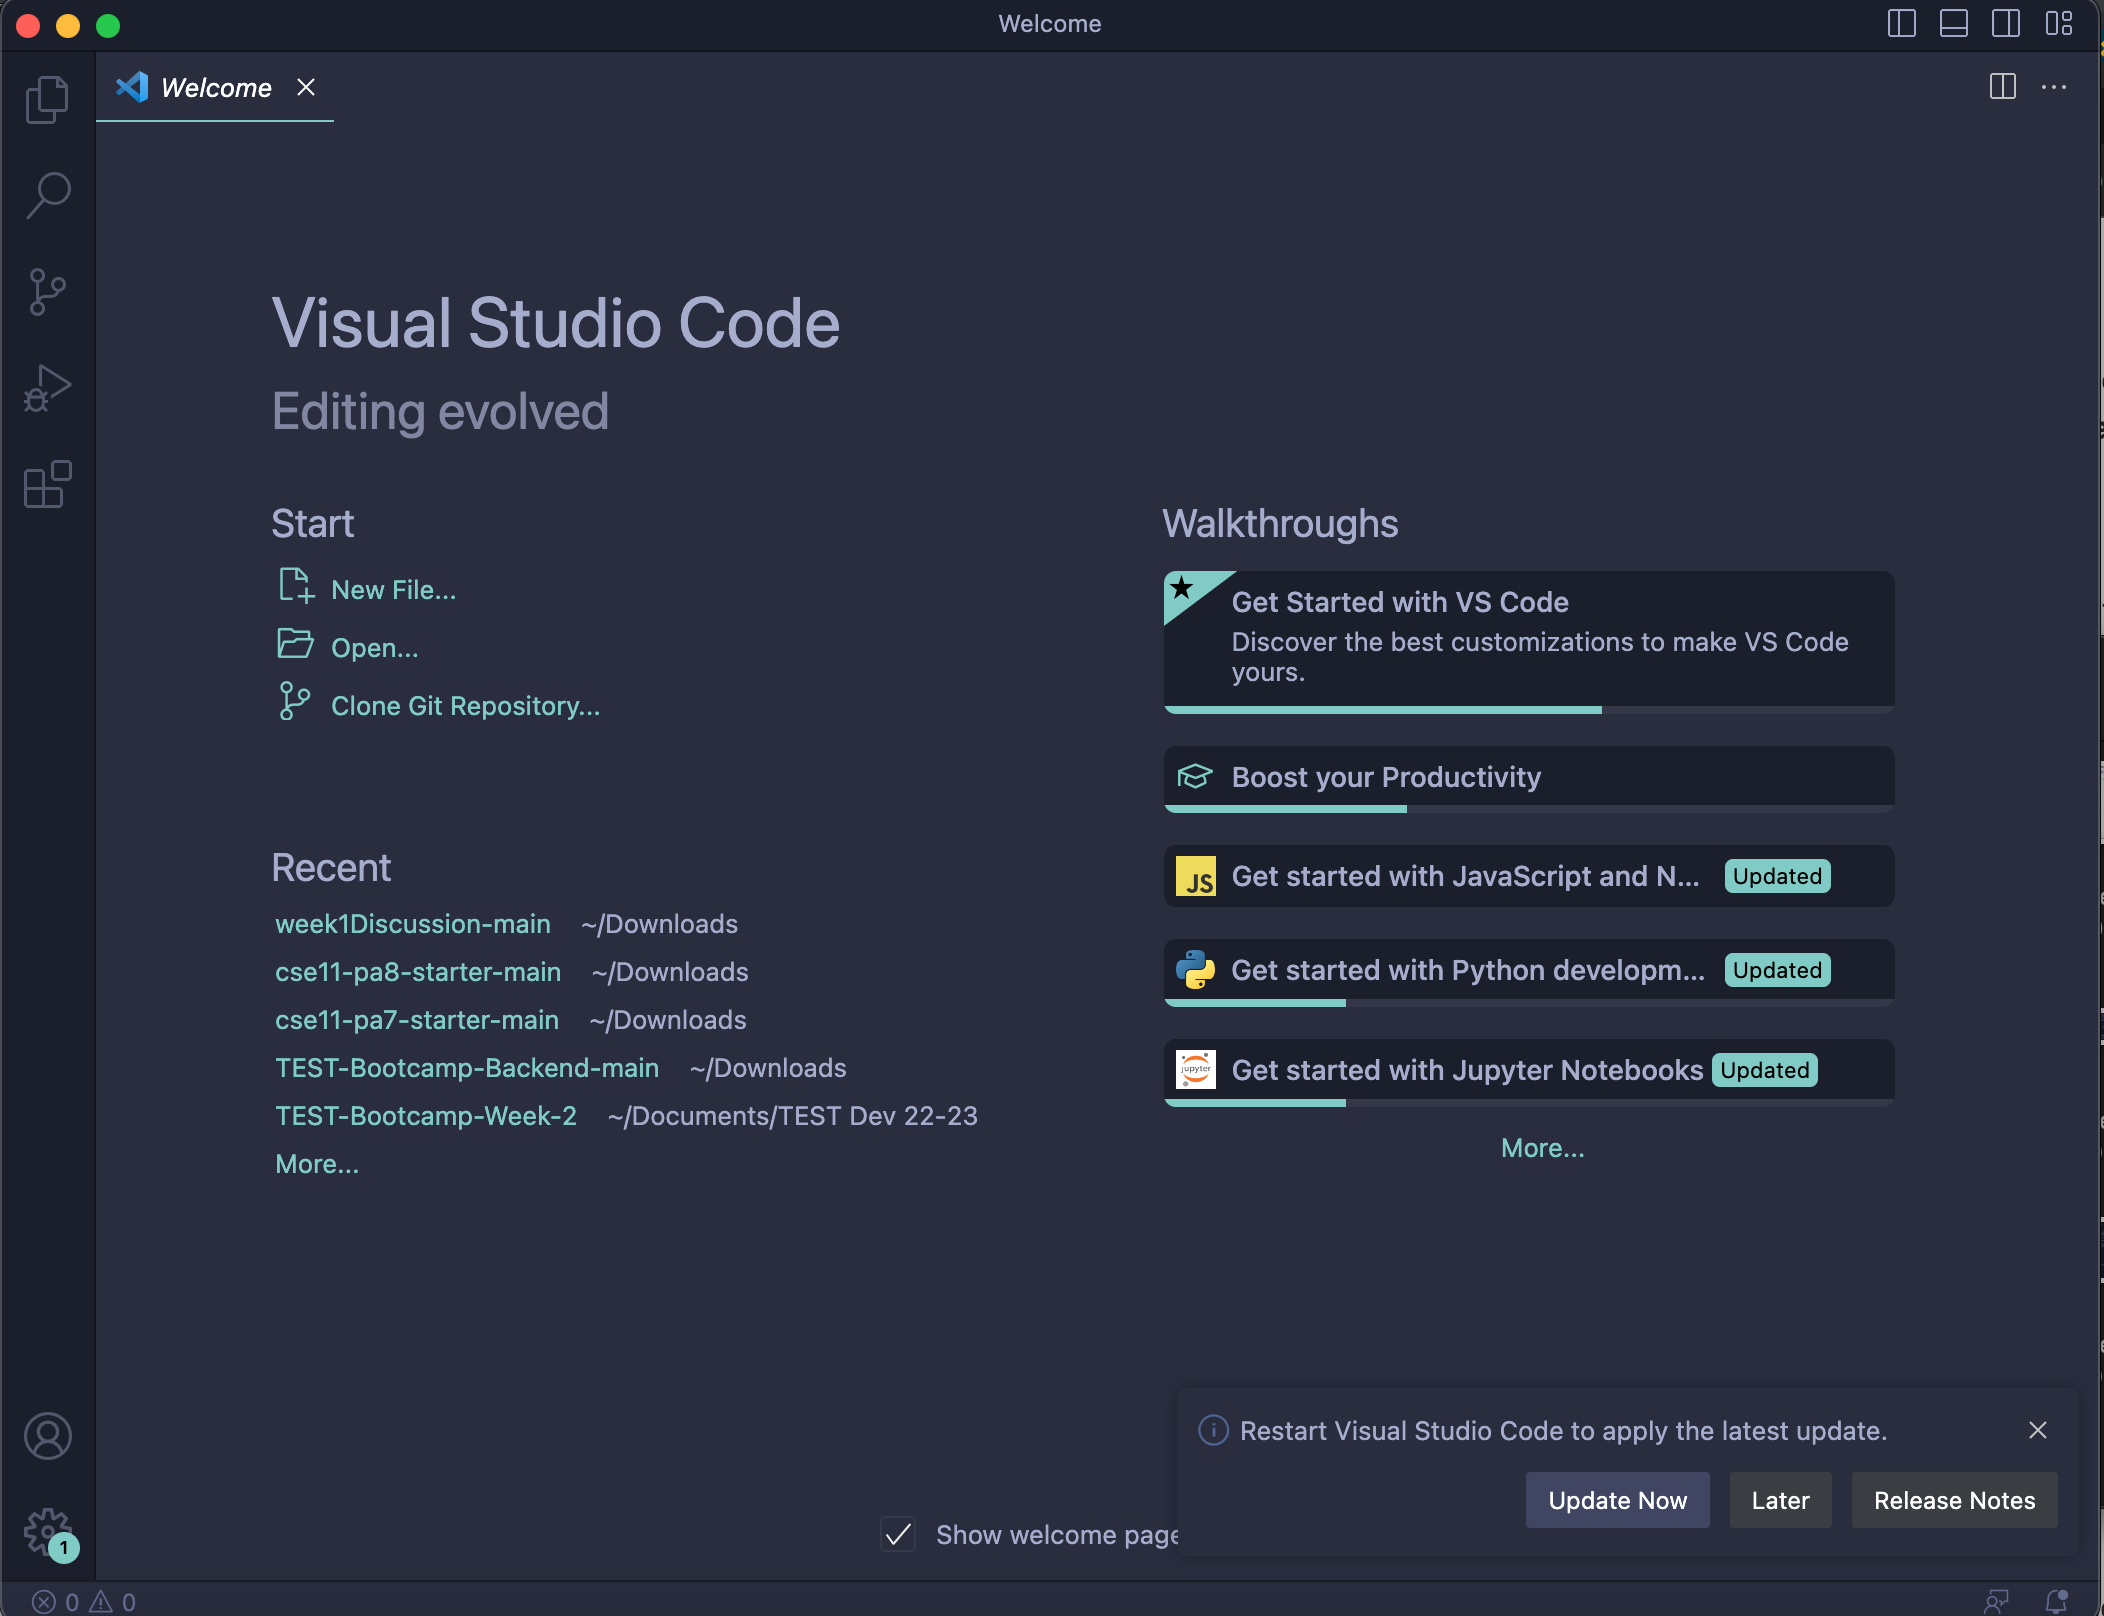 Welcome
Welcome
Visual Studio Code
Editing evolved
Start
New File...
Open...
Clone Git Repository...
Recent
week1Discussion-main ~/Downloads
cse11-pa8-starter-main ~/Downloads
cse11-pa7-starter-main ~/Downloads
TEST-Bootcamp-Backend-main ~/Downloads
TEST-Bootcamp-Week-2 ~/Documents/TEST Dev 22-23
More...
Walkthroughs
Get Started with VS Code
Discover the best customizations to make VS Code
yours.
Boost your Productivity
JS Get started with JavaScript and N... Updated
Get started with Python developm... Updated
jupyter Get started with Jupyter Notebooks Updated
More...
Restart Visual Studio Code to apply the latest update.
Update Now Later Release Notes
Show welcome page
1
0 0